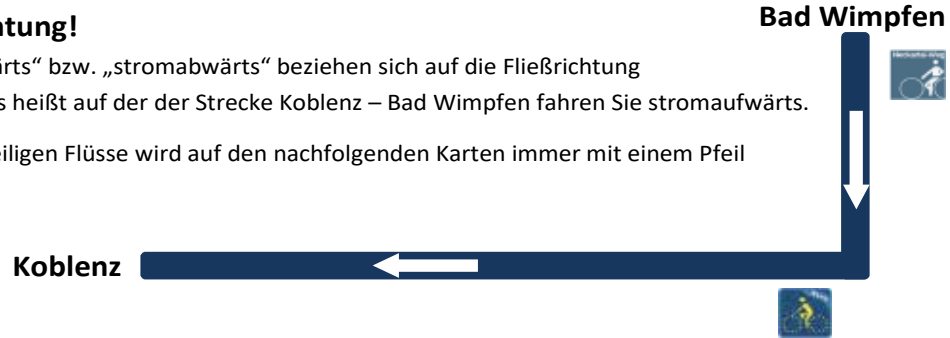 Bad Wimpfen
htung!
ärts“ bzw. „stromabwärts“ beziehen sich auf die Fließrichtung
s heißt auf der der Strecke Koblenz – Bad Wimpfen fahren Sie stromaufwärts.
eiligen Flüsse wird auf den nachfolgenden Karten immer mit einem Pfeil
Koblenz